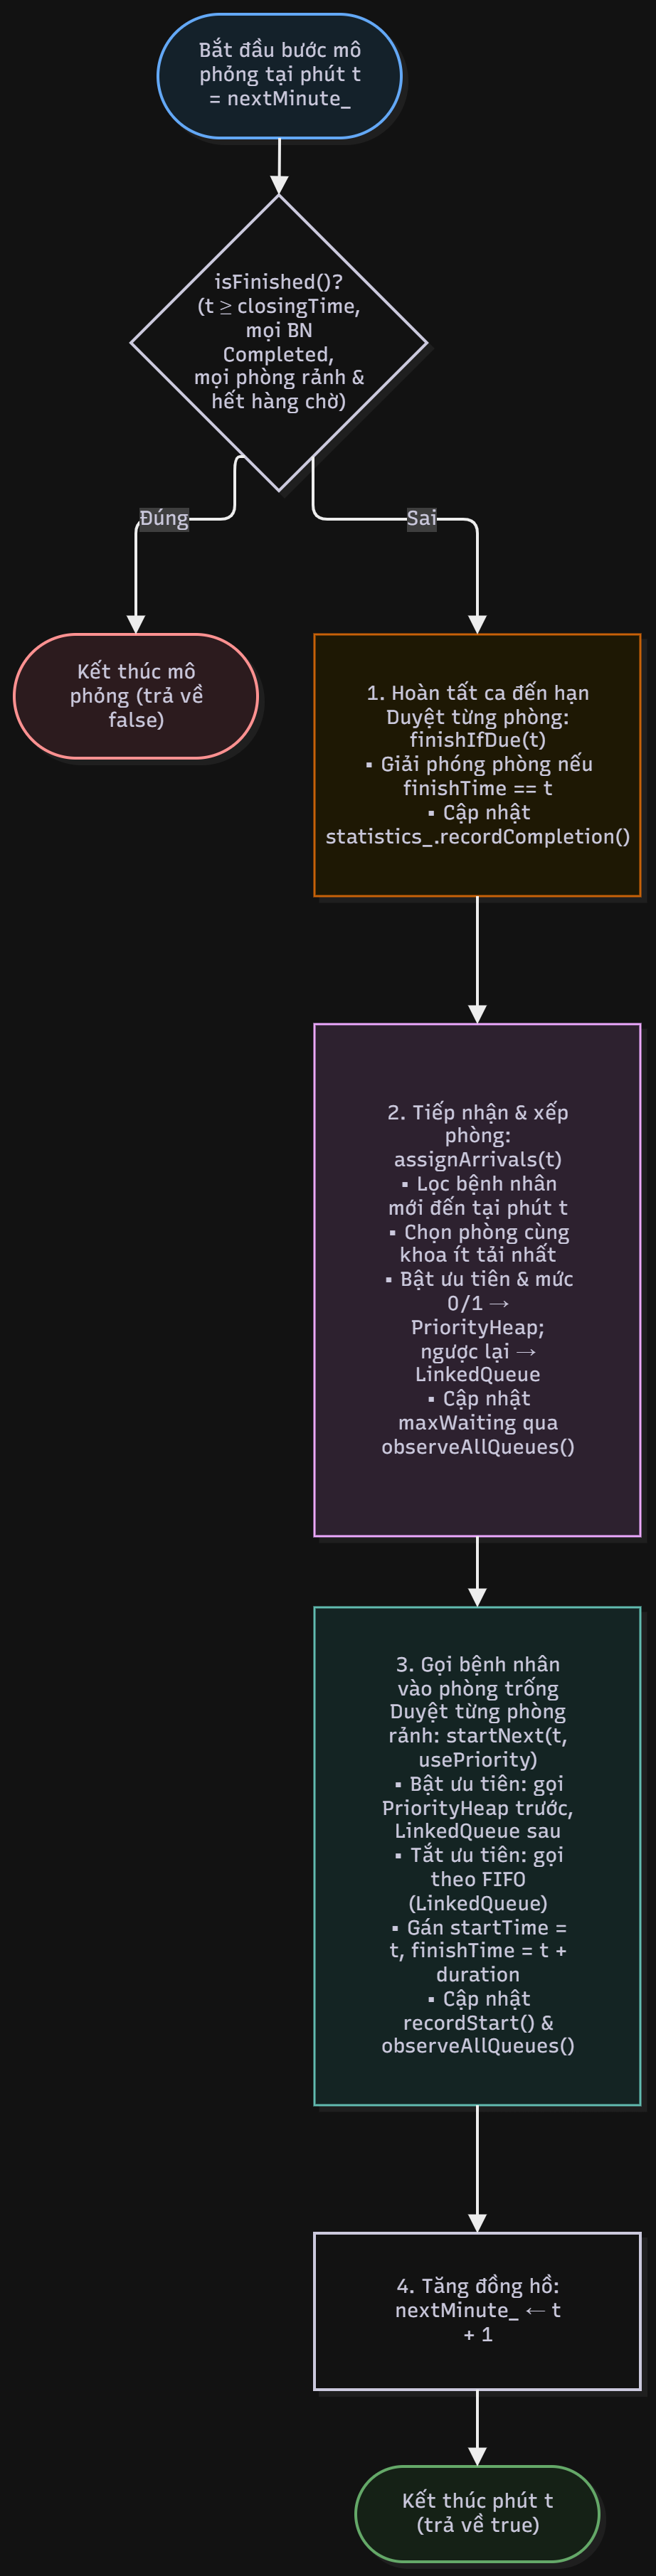 Bắt đầu bước mô
phỏng tại phút t
= nextMinute_
isFinished()?
(t ≥ closingTime,
mọi BN
Completed,
mọi phòng rảnh &
hết hàng chờ)
Đúng
Sai
Kết thúc mô
phỏng (trả về
false)
1. Hoàn tất ca đến hạn
Duyệt từng phòng:
finishIfDue(t)
▪ Giải phóng phòng nếu
finishTime == t
▪ Cập nhật
statistics_.recordCompletion()
2. Tiếp nhận & xếp
phòng:
assignArrivals(t)
▪ Lọc bệnh nhân
mới đến tại phút t
▪ Chọn phòng cùng
khoa ít tải nhất
▪ Bật ưu tiên & mức
0/1 →
PriorityHeap;
ngược lại →
LinkedQueue
▪ Cập nhật
maxWaiting qua
observeAllQueues()
3. Gọi bệnh nhân
vào phòng trống
Duyệt từng phòng
rảnh: startNext(t,
usePriority)
▪ Bật ưu tiên: gọi
PriorityHeap trước,
LinkedQueue sau
▪ Tắt ưu tiên: gọi
theo FIFO
(LinkedQueue)
▪ Gán startTime =
t, finishTime = t +
duration
▪ Cập nhật
recordStart() &
observeAllQueues()
4. Tăng đồng hồ:
nextMinute_ ← t
+ 1
Kết thúc phút t
(trả về true)